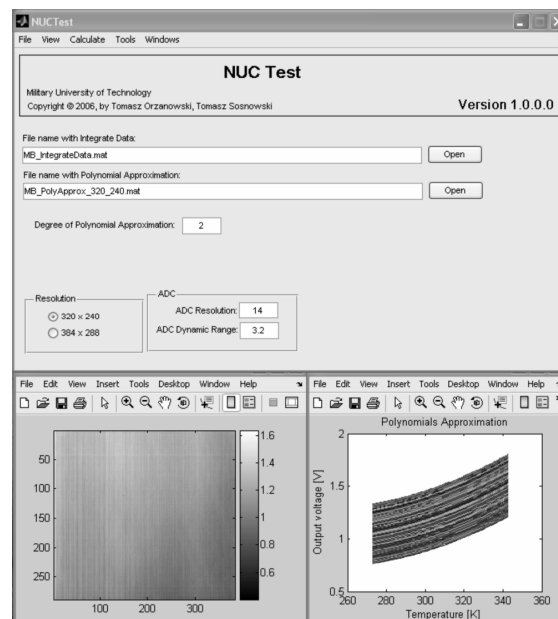 NUCTest
File View Calculate Tools Windows
NUC Test
Military University of Technology
Copyright © 2006, by Tomasz Orzanowski, Tomasz Sosnowski
Version 1.0.0.0
File name with Integrate Data:
MB_IntegrateData.mat
Open
File name with Polynomial Approximation:
MB_PolyApprox_320_240.mat
Open
Degree of Polynomial Approximation: 2
Resolution
320 x 240
384 x 288
ADC
ADC Resolution: 14
ADC Dynamic Range: 3.2
File Edit View Insert Tools Desktop Window Help
50
100
150
200
250
100 200 300
1.6
1.4
1.2
1
0.8
0.6
File Edit View Insert Tools Desktop Window Help
Polynomials Approximation
Output voltage [V]
2
1.5
1
0.5
260 280 300 320 340 360
Temperature [K]